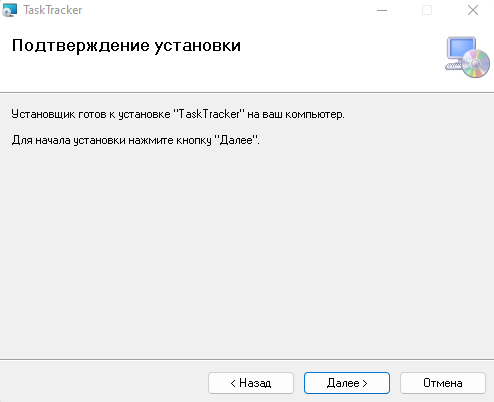 TaskTracker
Подтверждение установки
Установщик готов к установке "TaskTracker" на ваш компьютер.
Для начала установки нажмите кнопку "Далее".
< Назад
Далее >
Отмена